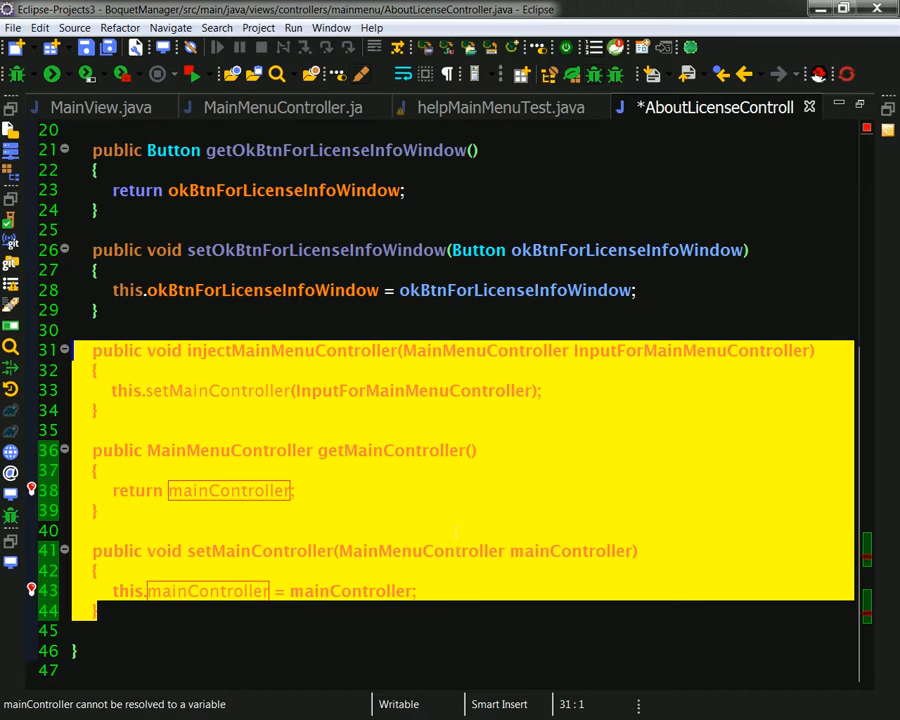 Eclipse-Projects3 - BoquetManager/src/main/java/views/controllers/mainmenu/AboutLicenseController.java - Eclipse
File Edit Source Refactor Navigate Search Project Run Window Help
MainView.java MainMenuController.ja helpMainMenuTest.java *AboutLicenseControll
20
21 public Button getOkBtnForLicenseInfoWindow()
22 {
23 return okBtnForLicenseInfoWindow;
24 }
25
26 public void setOkBtnForLicenseInfoWindow(Button okBtnForLicenseInfoWindow)
27 {
28 this.okBtnForLicenseInfoWindow = okBtnForLicenseInfoWindow;
29 }
30
31 public void injectMainMenuController(MainMenuController InputForMainMenuController)
32 {
33 this.setMainController(InputForMainMenuController);
34 }
35
36 public MainMenuController getMainController()
37 {
38 return mainController;
39 }
40
41 public void setMainController(MainMenuController mainController)
42 {
43 this.mainController = mainController;
44 }
45
46 }
47
mainController cannot be resolved to a variable Writable Smart Insert 31 : 1